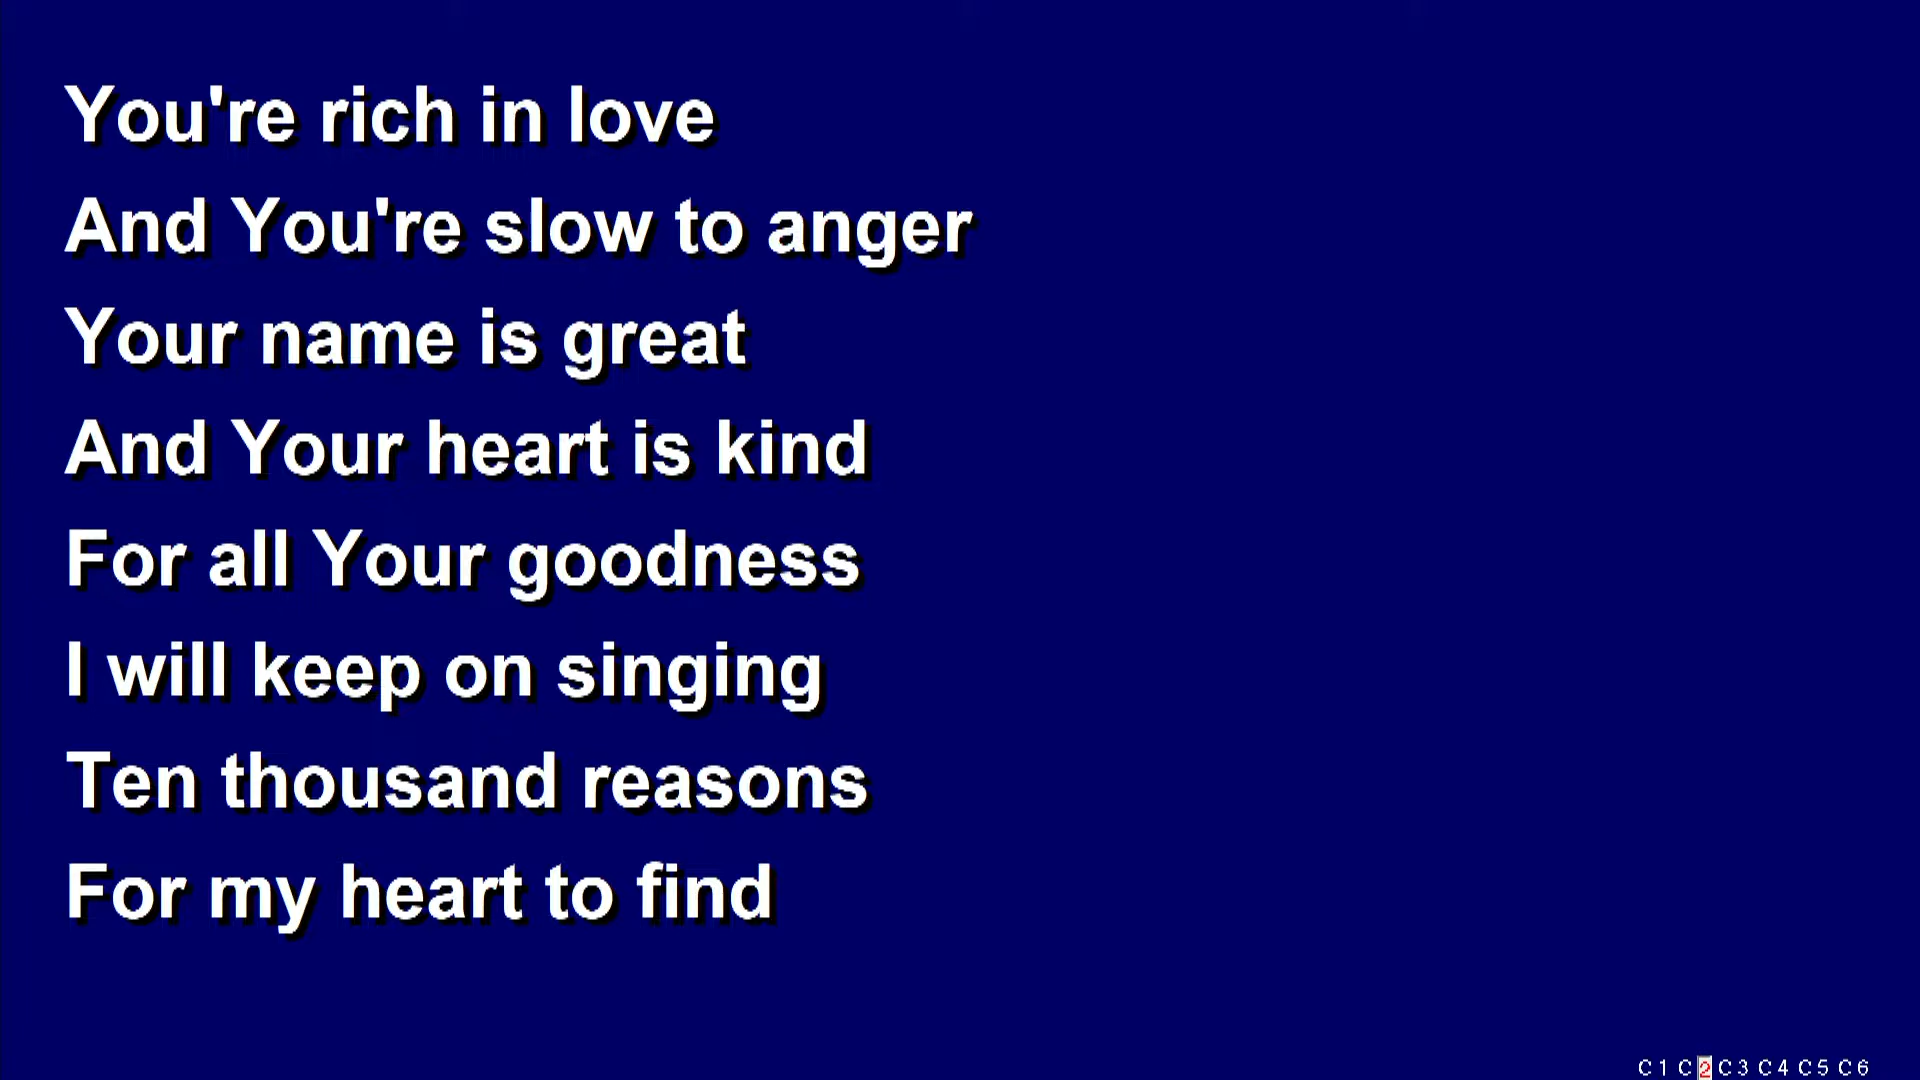 You're rich in love
And You're slow to anger
Your name is great
And Your heart is kind
For all Your goodness
I will keep on singing
Ten thousand reasons
For my heart to find
C1 C2 C3 C4 C5 C6